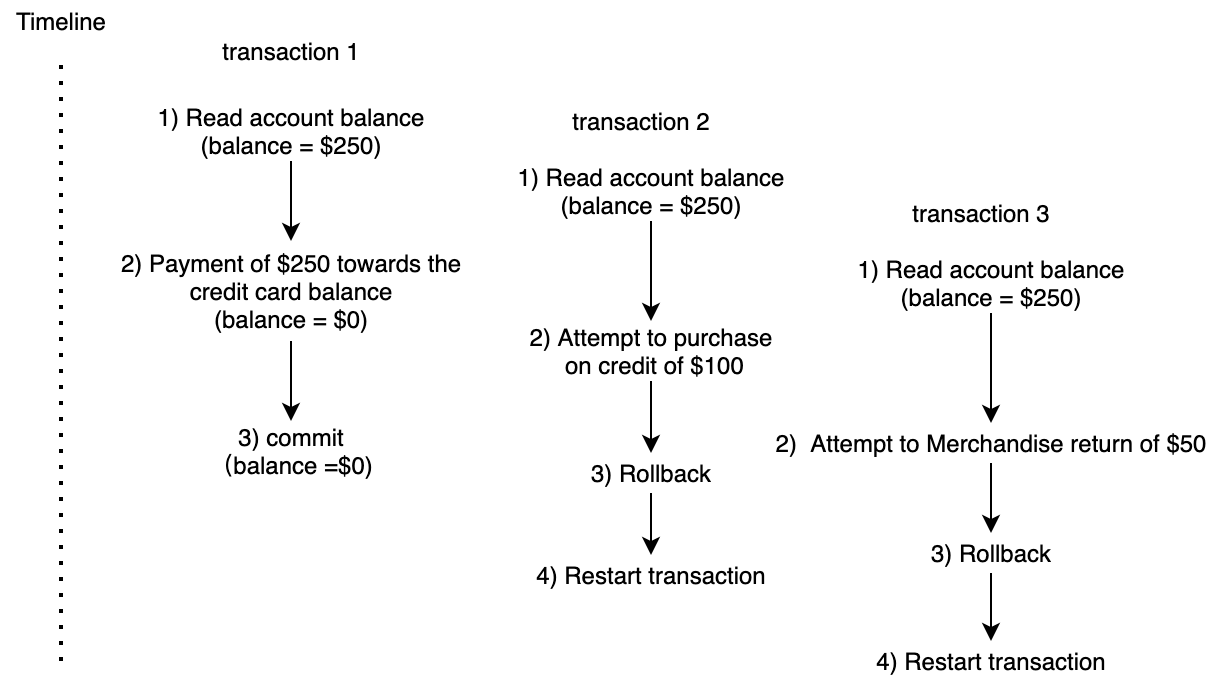 Timeline
transaction 1
1) Read account balance
(balance = $250)
2) Payment of $250 towards the
credit card balance
(balance = $0)
3) commit
(balance =$0)
transaction 2
1) Read account balance
(balance = $250)
2) Attempt to purchase
on credit of $100
3) Rollback
4) Restart transaction
transaction 3
1) Read account balance
(balance = $250)
2) Attempt to Merchandise return of $50
3) Rollback
4) Restart transaction